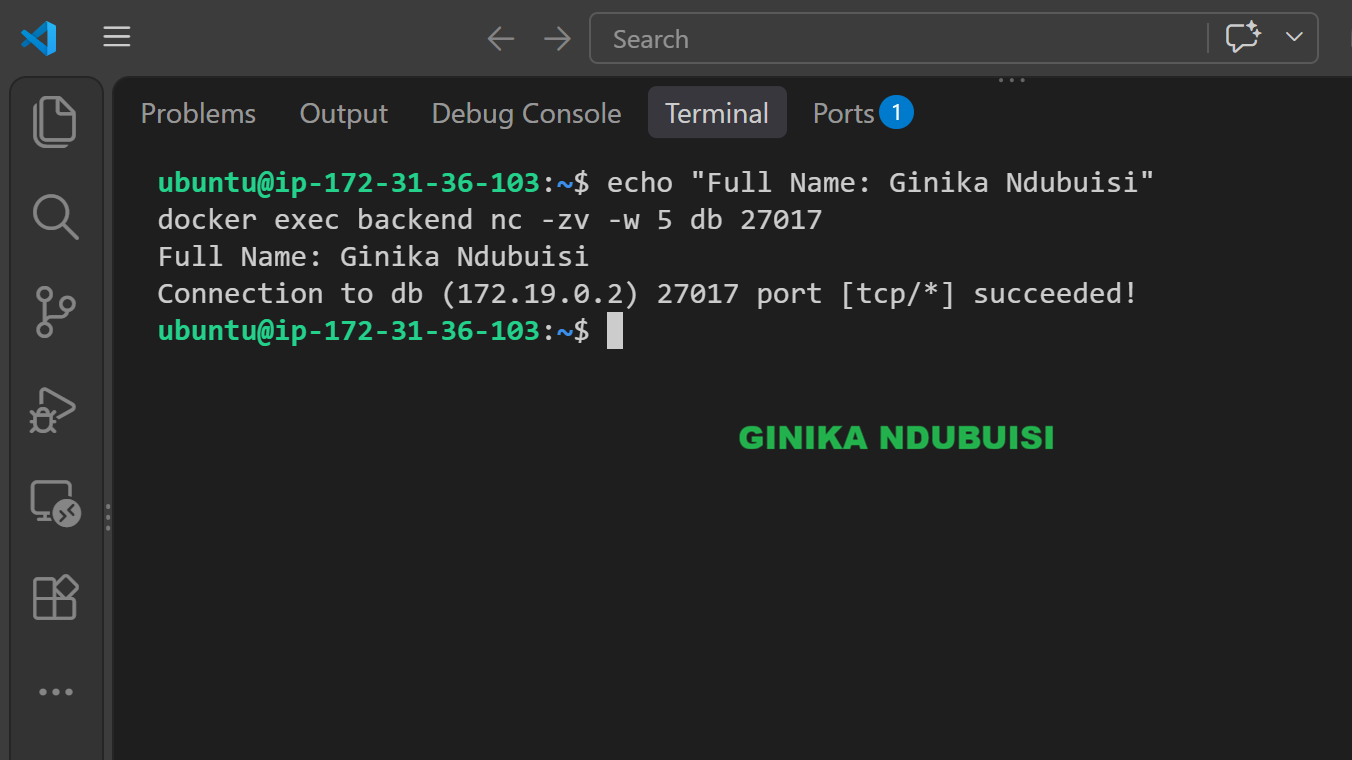 Search
Problems Output Debug Console Terminal Ports 1
ubuntu@ip-172-31-36-103:~$ echo "Full Name: Ginika Ndubuisi"
docker exec backend nc -zv -w 5 db 27017
Full Name: Ginika Ndubuisi
Connection to db (172.19.0.2) 27017 port [tcp/*] succeeded!
ubuntu@ip-172-31-36-103:~$
GINIKA NDUBUISI